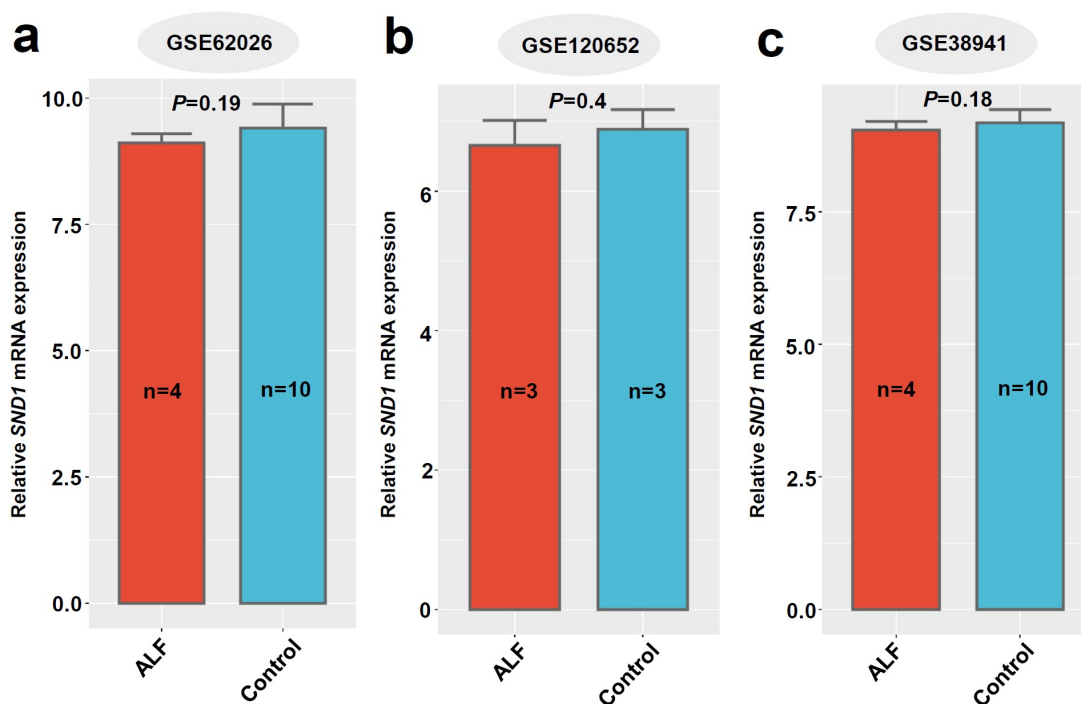 a
GSE62026
Relative SND1 mRNA expression
10.0
7.5
5.0
2.5
0.0
P=0.19
n=4
n=10
ALF
Control
b
GSE120652
Relative SND1 mRNA expression
6
4
2
0
P=0.4
n=3
n=3
ALF
Control
c
GSE38941
Relative SND1 mRNA expression
7.5
5.0
2.5
0.0
P=0.18
n=4
n=10
ALF
Control